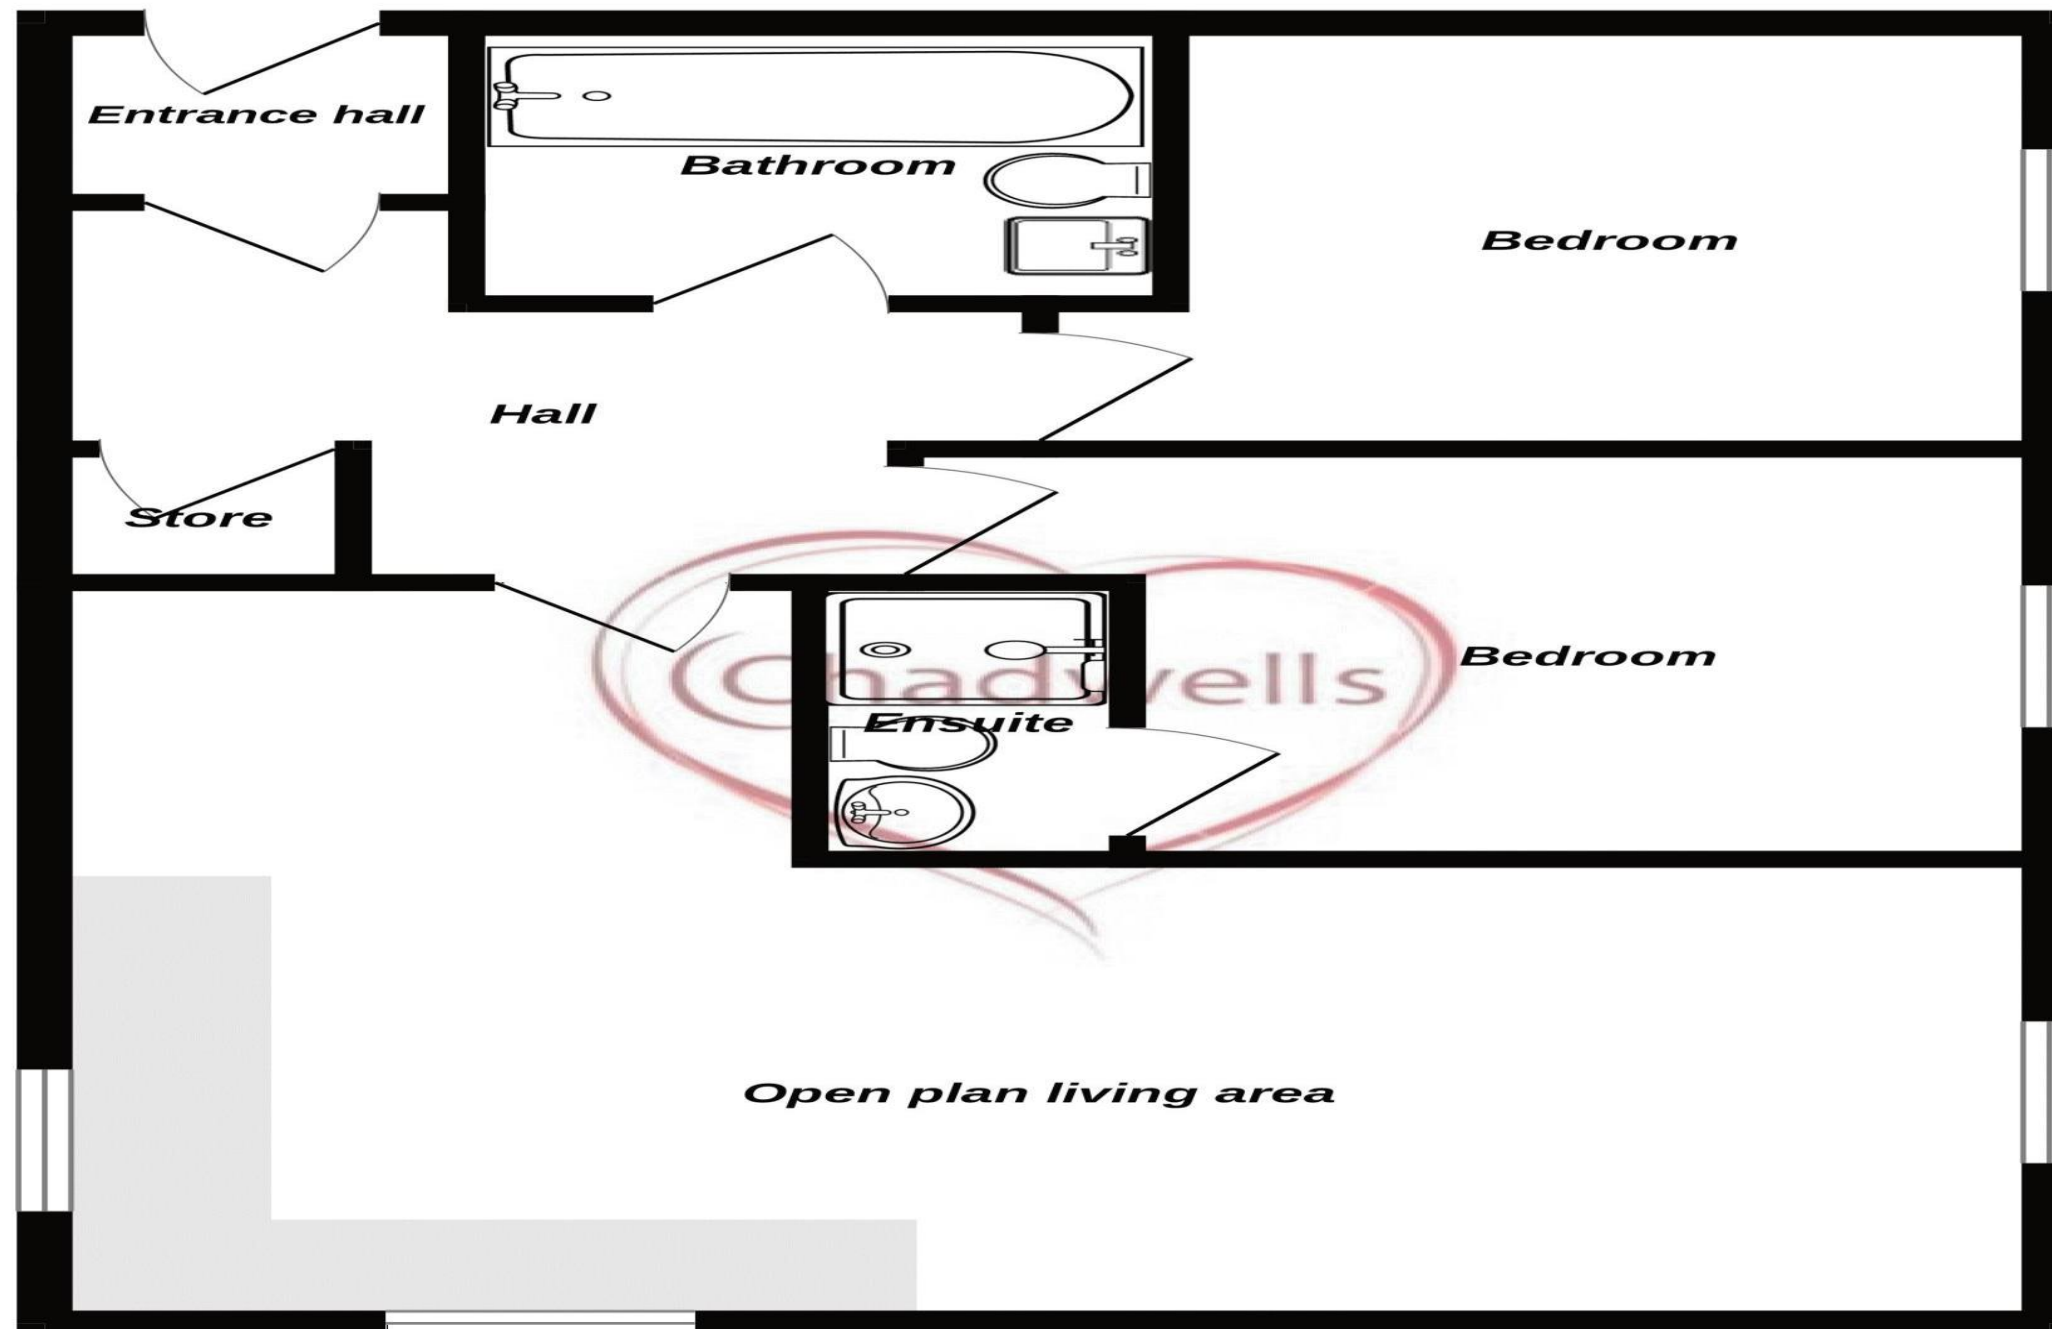 Entrance hall
Bathroom
Bedroom
Hall
Store
Bedroom
Chadwells
Ensuite
Open plan living area